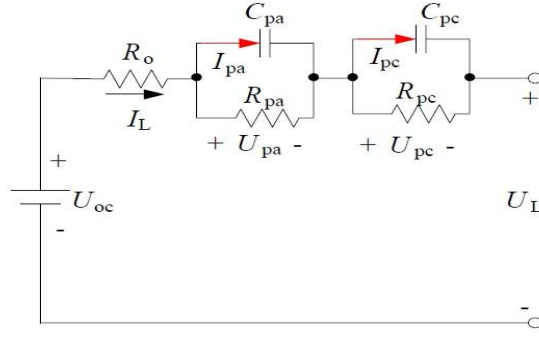 C_pa C_pc
R_o I_pa I_pc
R_pa R_pc
I_L + U_pa - + U_pc - +
+
U_oc U_L
- -